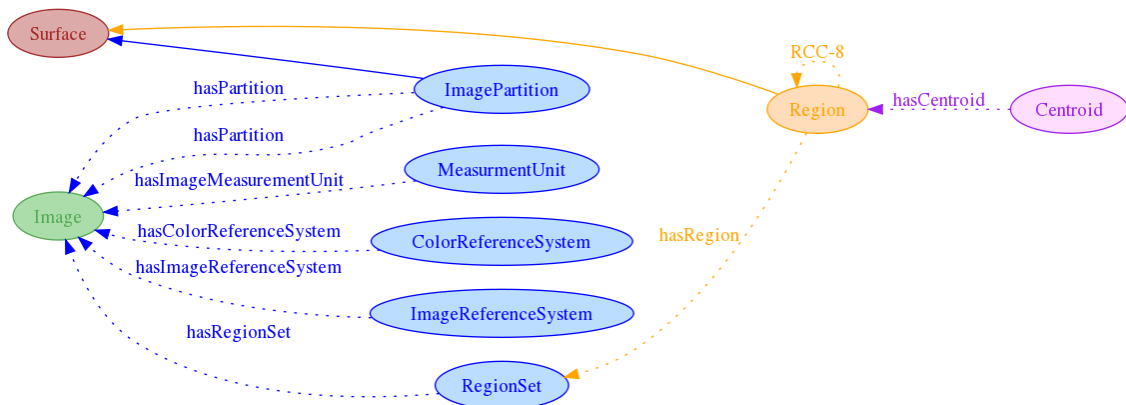 Surface
RCC-8
hasPartition
ImagePartition
Region
hasCentroid
Centroid
hasPartition
MeasurmentUnit
hasImageMeasurementUnit
Image
hasColorReferenceSystem
ColorReferenceSystem
hasRegion
hasImageReferenceSystem
ImageReferenceSystem
hasRegionSet
RegionSet